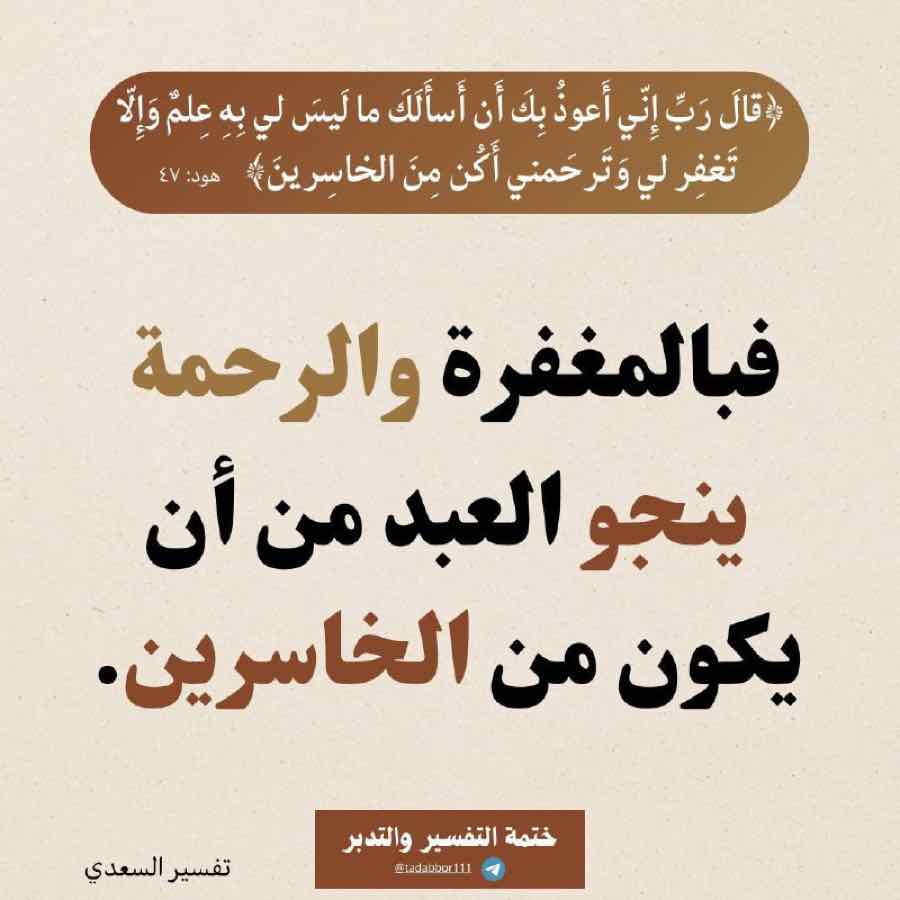 ﴿قالَ رَبِّ إِنّي أَعوذُ بِكَ أَن أَسأَلَكَ ما لَيسَ لي بِهِ عِلمٌ وَإِلّا
تَغفِر لي وَتَرحَمني أَكُن مِنَ الخاسِرينَ﴾ هود: ٤٧
فبالمغفرة والرحمة
ينجو العبد من أن
يكون من الخاسرين.
ختمة التفسير والتدبر
@tadabbor111
تفسير السعدي